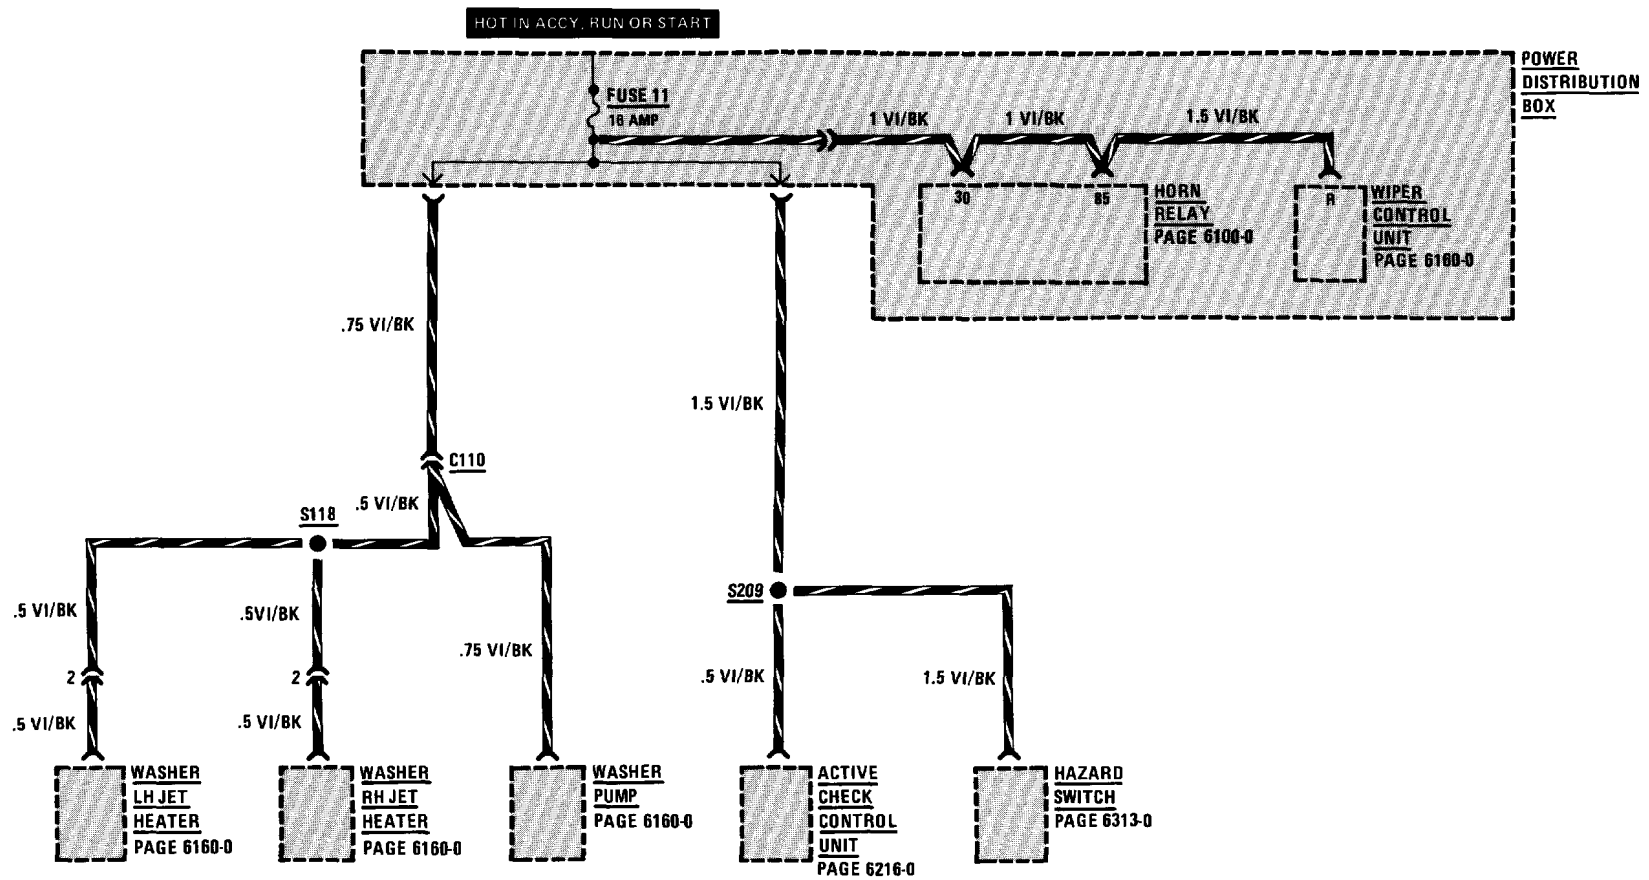 HOT IN ACCY, RUN OR START
POWER
DISTRIBUTION
BOX
FUSE 11
16 AMP
1 VI/BK
1 VI/BK
1.5 VI/BK
30
85
HORN
RELAY
PAGE 6100-0
R
WIPER
CONTROL
UNIT
PAGE 6160-0
.75 VI/BK
1.5 VI/BK
C110
.5 VI/BK
S118
S209
.5 VI/BK
.5VI/BK
.75 VI/BK
.5 VI/BK
1.5 VI/BK
2
2
.5 VI/BK
.5 VI/BK
WASHER
LH JET
HEATER
PAGE 6160-0
WASHER
RH JET
HEATER
PAGE 6160-0
WASHER
PUMP
PAGE 6160-0
ACTIVE
CHECK
CONTROL
UNIT
PAGE 6216-0
HAZARD
SWITCH
PAGE 6313-0